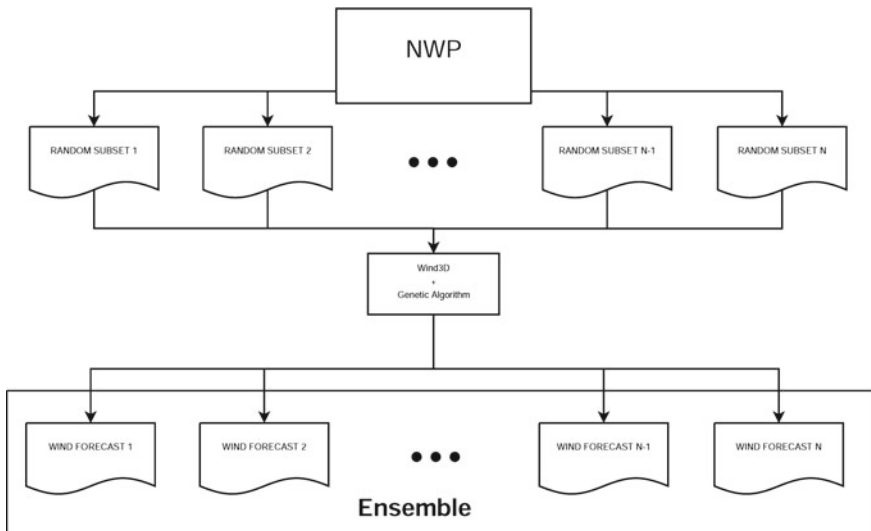 NWP
RANDOM SUBSET 1
RANDOM SUBSET 2
RANDOM SUBSET N-1
RANDOM SUBSET N
Wind3D
+
Genetic Algorithm
WIND FORECAST 1
WIND FORECAST 2
WIND FORECAST N-1
WIND FORECAST N
Ensemble